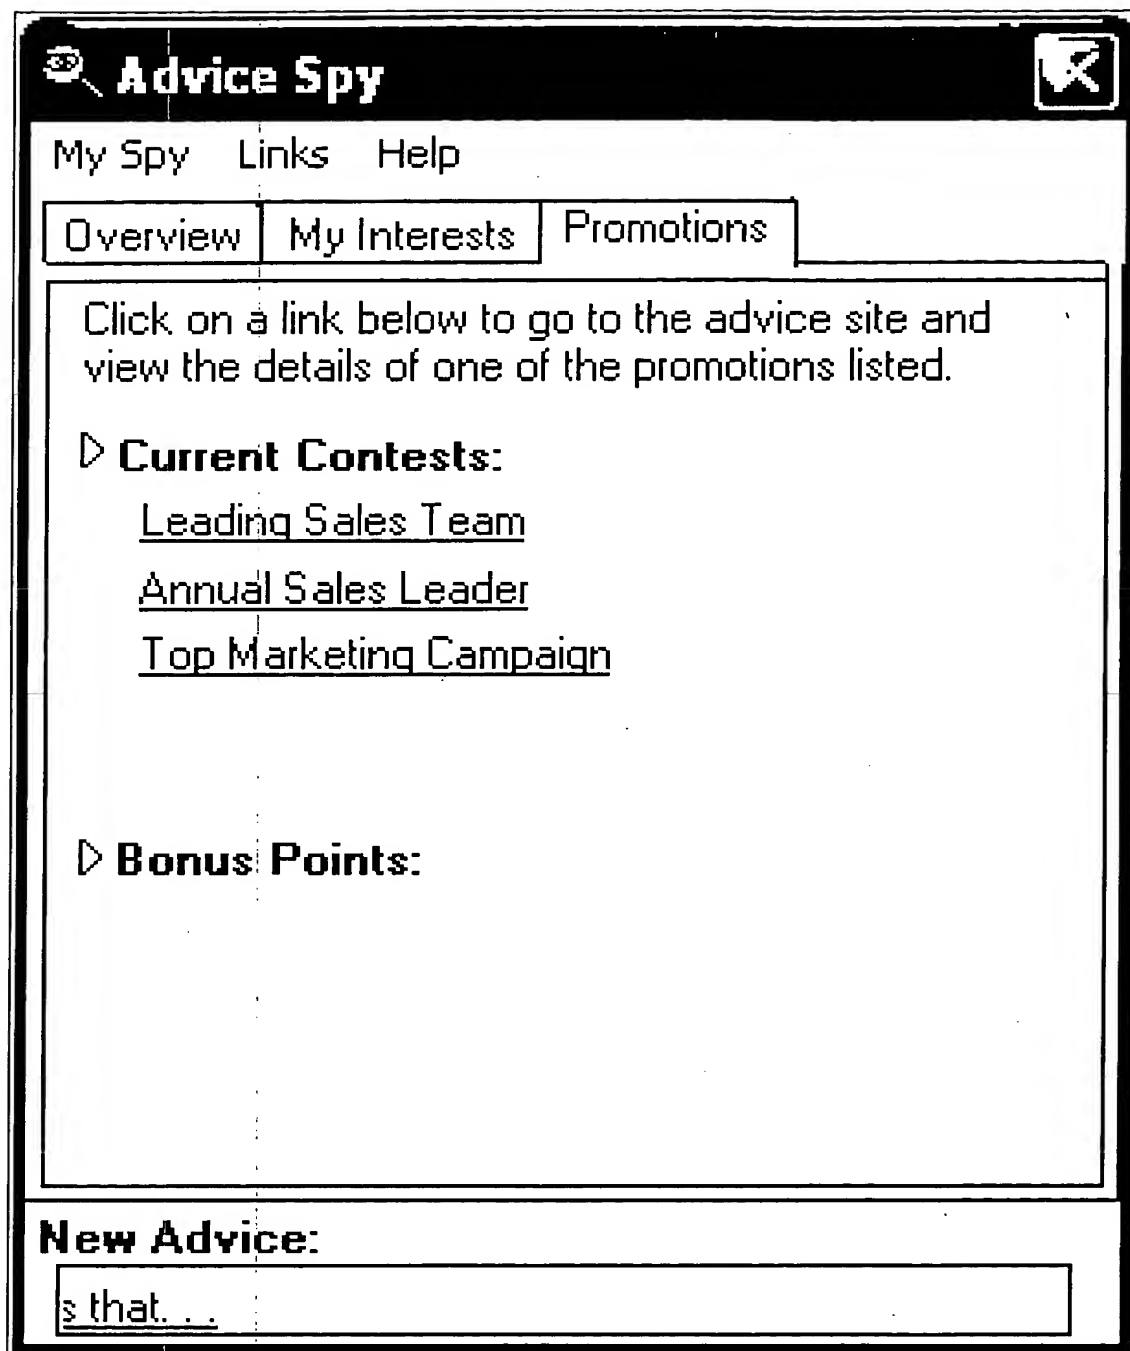 Advice Spy
My Spy Links Help
Overview My Interests Promotions
Click on a link below to go to the advice site and
view the details of one of the promotions listed.
Current Contests:
Leading Sales Team
Annual Sales Leader
Top Marketing Campaign
Bonus Points:
New Advice:
s that. . .